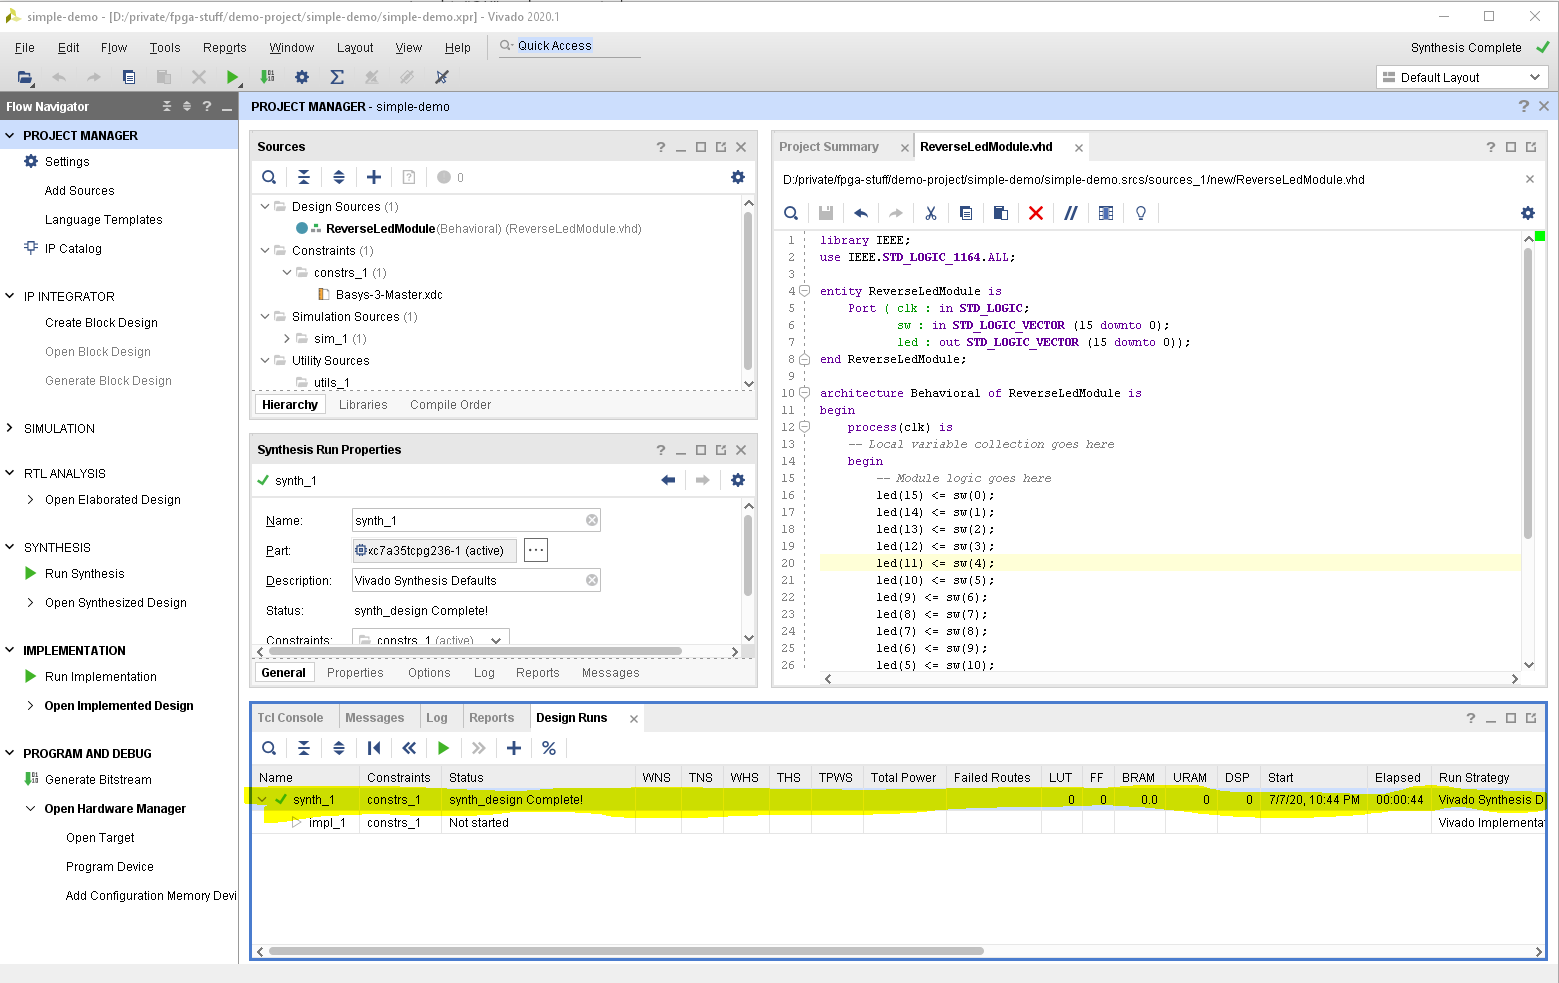 simple-demo - [D:/private/fpga-stuff/demo-project/simple-demo/simple-demo.xpr] - Vivado 2020.1
File Edit Flow Tools Reports Window Layout View Help Quick Access
Synthesis Complete
Default Layout
Flow Navigator
PROJECT MANAGER
Settings
Add Sources
Language Templates
IP Catalog
IP INTEGRATOR
Create Block Design
Open Block Design
Generate Block Design
SIMULATION
RTL ANALYSIS
Open Elaborated Design
SYNTHESIS
Run Synthesis
Open Synthesized Design
IMPLEMENTATION
Run Implementation
Open Implemented Design
PROGRAM AND DEBUG
Generate Bitstream
Open Hardware Manager
Open Target
Program Device
Add Configuration Memory Devi
PROJECT MANAGER - simple-demo
Sources
0
Design Sources (1)
ReverseLedModule(Behavioral) (ReverseLedModule.vhd)
Constraints (1)
constrs_1 (1)
Basys-3-Master.xdc
Simulation Sources (1)
sim_1 (1)
Utility Sources
utils_1
Hierarchy Libraries Compile Order
Synthesis Run Properties
synth_1
Name: synth_1
Part: xc7a35tcpg236-1 (active)
Description: Vivado Synthesis Defaults
Status: synth_design Complete!
Constraints: constrs_1 (active)
General Properties Options Log Reports Messages
Project Summary ReverseLedModule.vhd
D:/private/fpga-stuff/demo-project/simple-demo/simple-demo.srcs/sources_1/new/ReverseLedModule.vhd
1 library IEEE;
2 use IEEE.STD_LOGIC_1164.ALL;
3
4 entity ReverseLedModule is
5 Port ( clk : in STD_LOGIC;
6 sw : in STD_LOGIC_VECTOR (15 downto 0);
7 led : out STD_LOGIC_VECTOR (15 downto 0));
8 end ReverseLedModule;
9
10 architecture Behavioral of ReverseLedModule is
11 begin
12 process(clk) is
13 -- Local variable collection goes here
14 begin
15 -- Module logic goes here
16 led(15) <= sw(0);
17 led(14) <= sw(1);
18 led(13) <= sw(2);
19 led(12) <= sw(3);
20 led(11) <= sw(4);
21 led(10) <= sw(5);
22 led(9) <= sw(6);
23 led(8) <= sw(7);
24 led(7) <= sw(8);
25 led(6) <= sw(9);
26 led(5) <= sw(10);
Tcl Console Messages Log Reports Design Runs
Name Constraints Status WNS TNS WHS THS TPWS Total Power Failed Routes LUT FF BRAM URAM DSP Start Elapsed Run Strategy
synth_1 constrs_1 synth_design Complete! 0 0 0.0 0 0 7/7/20, 10:44 PM 00:00:44 Vivado Synthesis D
impl_1 constrs_1 Not started Vivado Implementa